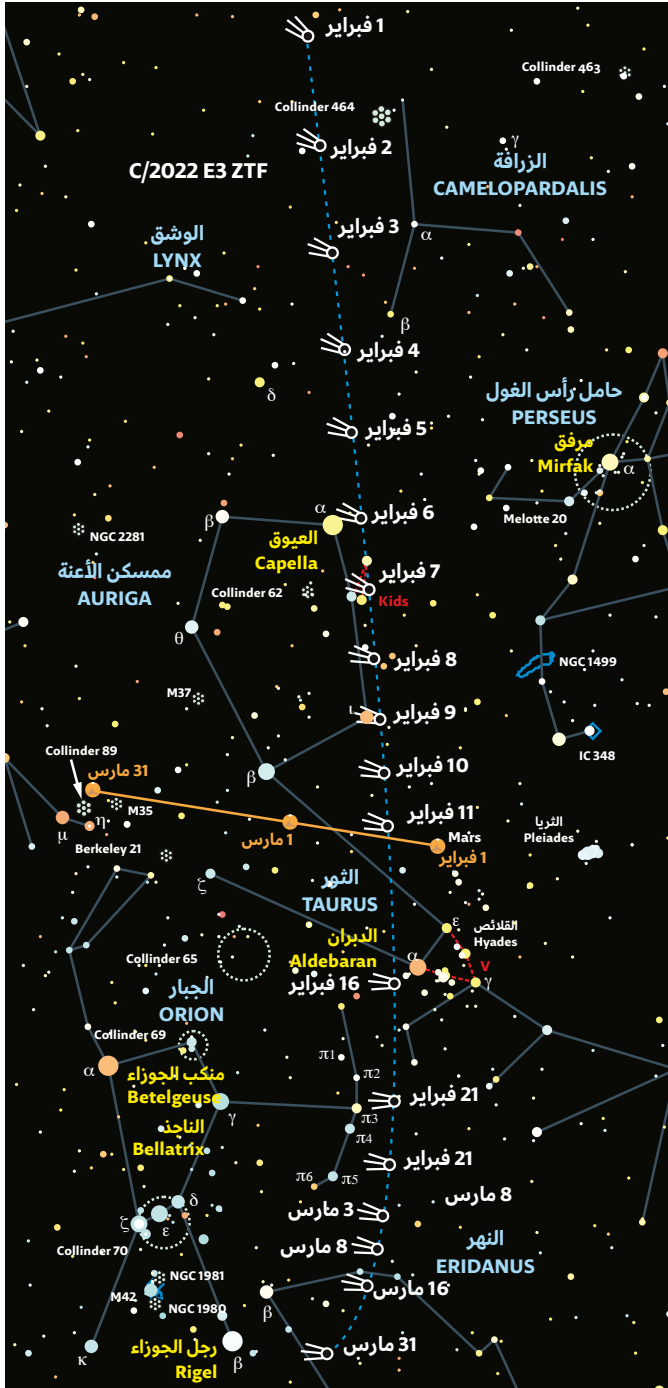 1 فبراير
Collinder 463
Collinder 464
2 فبراير
γ
الزرافة
CAMELOPARDALIS
C/2022 E3 ZTF
3 فبراير
α
الوشق
LYNX
β
4 فبراير
δ
حامل رأس الغول
PERSEUS
5 فبراير
مرفق
Mirfak
α
6 فبراير
α
β
Melotte 20
العيوق
Capella
NGC 2281
ممسكن الأعنة
AURIGA
7 فبراير
Collinder 62
Kids
θ
8 فبراير
NGC 1499
M37
9 فبراير
ι
IC 348
Collinder 89
31 مارس
β
10 فبراير
M35
η
μ
1 مارس
11 فبراير
Mars
1 فبراير
الثريا
Pleiades
Berkeley 21
ζ
الثور
TAURUS
ε
القلائص
Hyades
الدبران
Aldebaran
α
V
γ
Collinder 65
16 فبراير
الجبار
ORION
Collinder 69
α
منكب الجوزاء
Betelgeuse
π1
π2
γ
21 فبراير
π3
الناجذ
Bellatrix
π4
21 فبراير
π6
π5
8 مارس
δ
3 مارس
ζ
ε
النهر
ERIDANUS
Collinder 70
8 مارس
NGC 1981
M42
NGC 1980
β
16 مارس
رجل الجوزاء
Rigel
κ
β
31 مارس